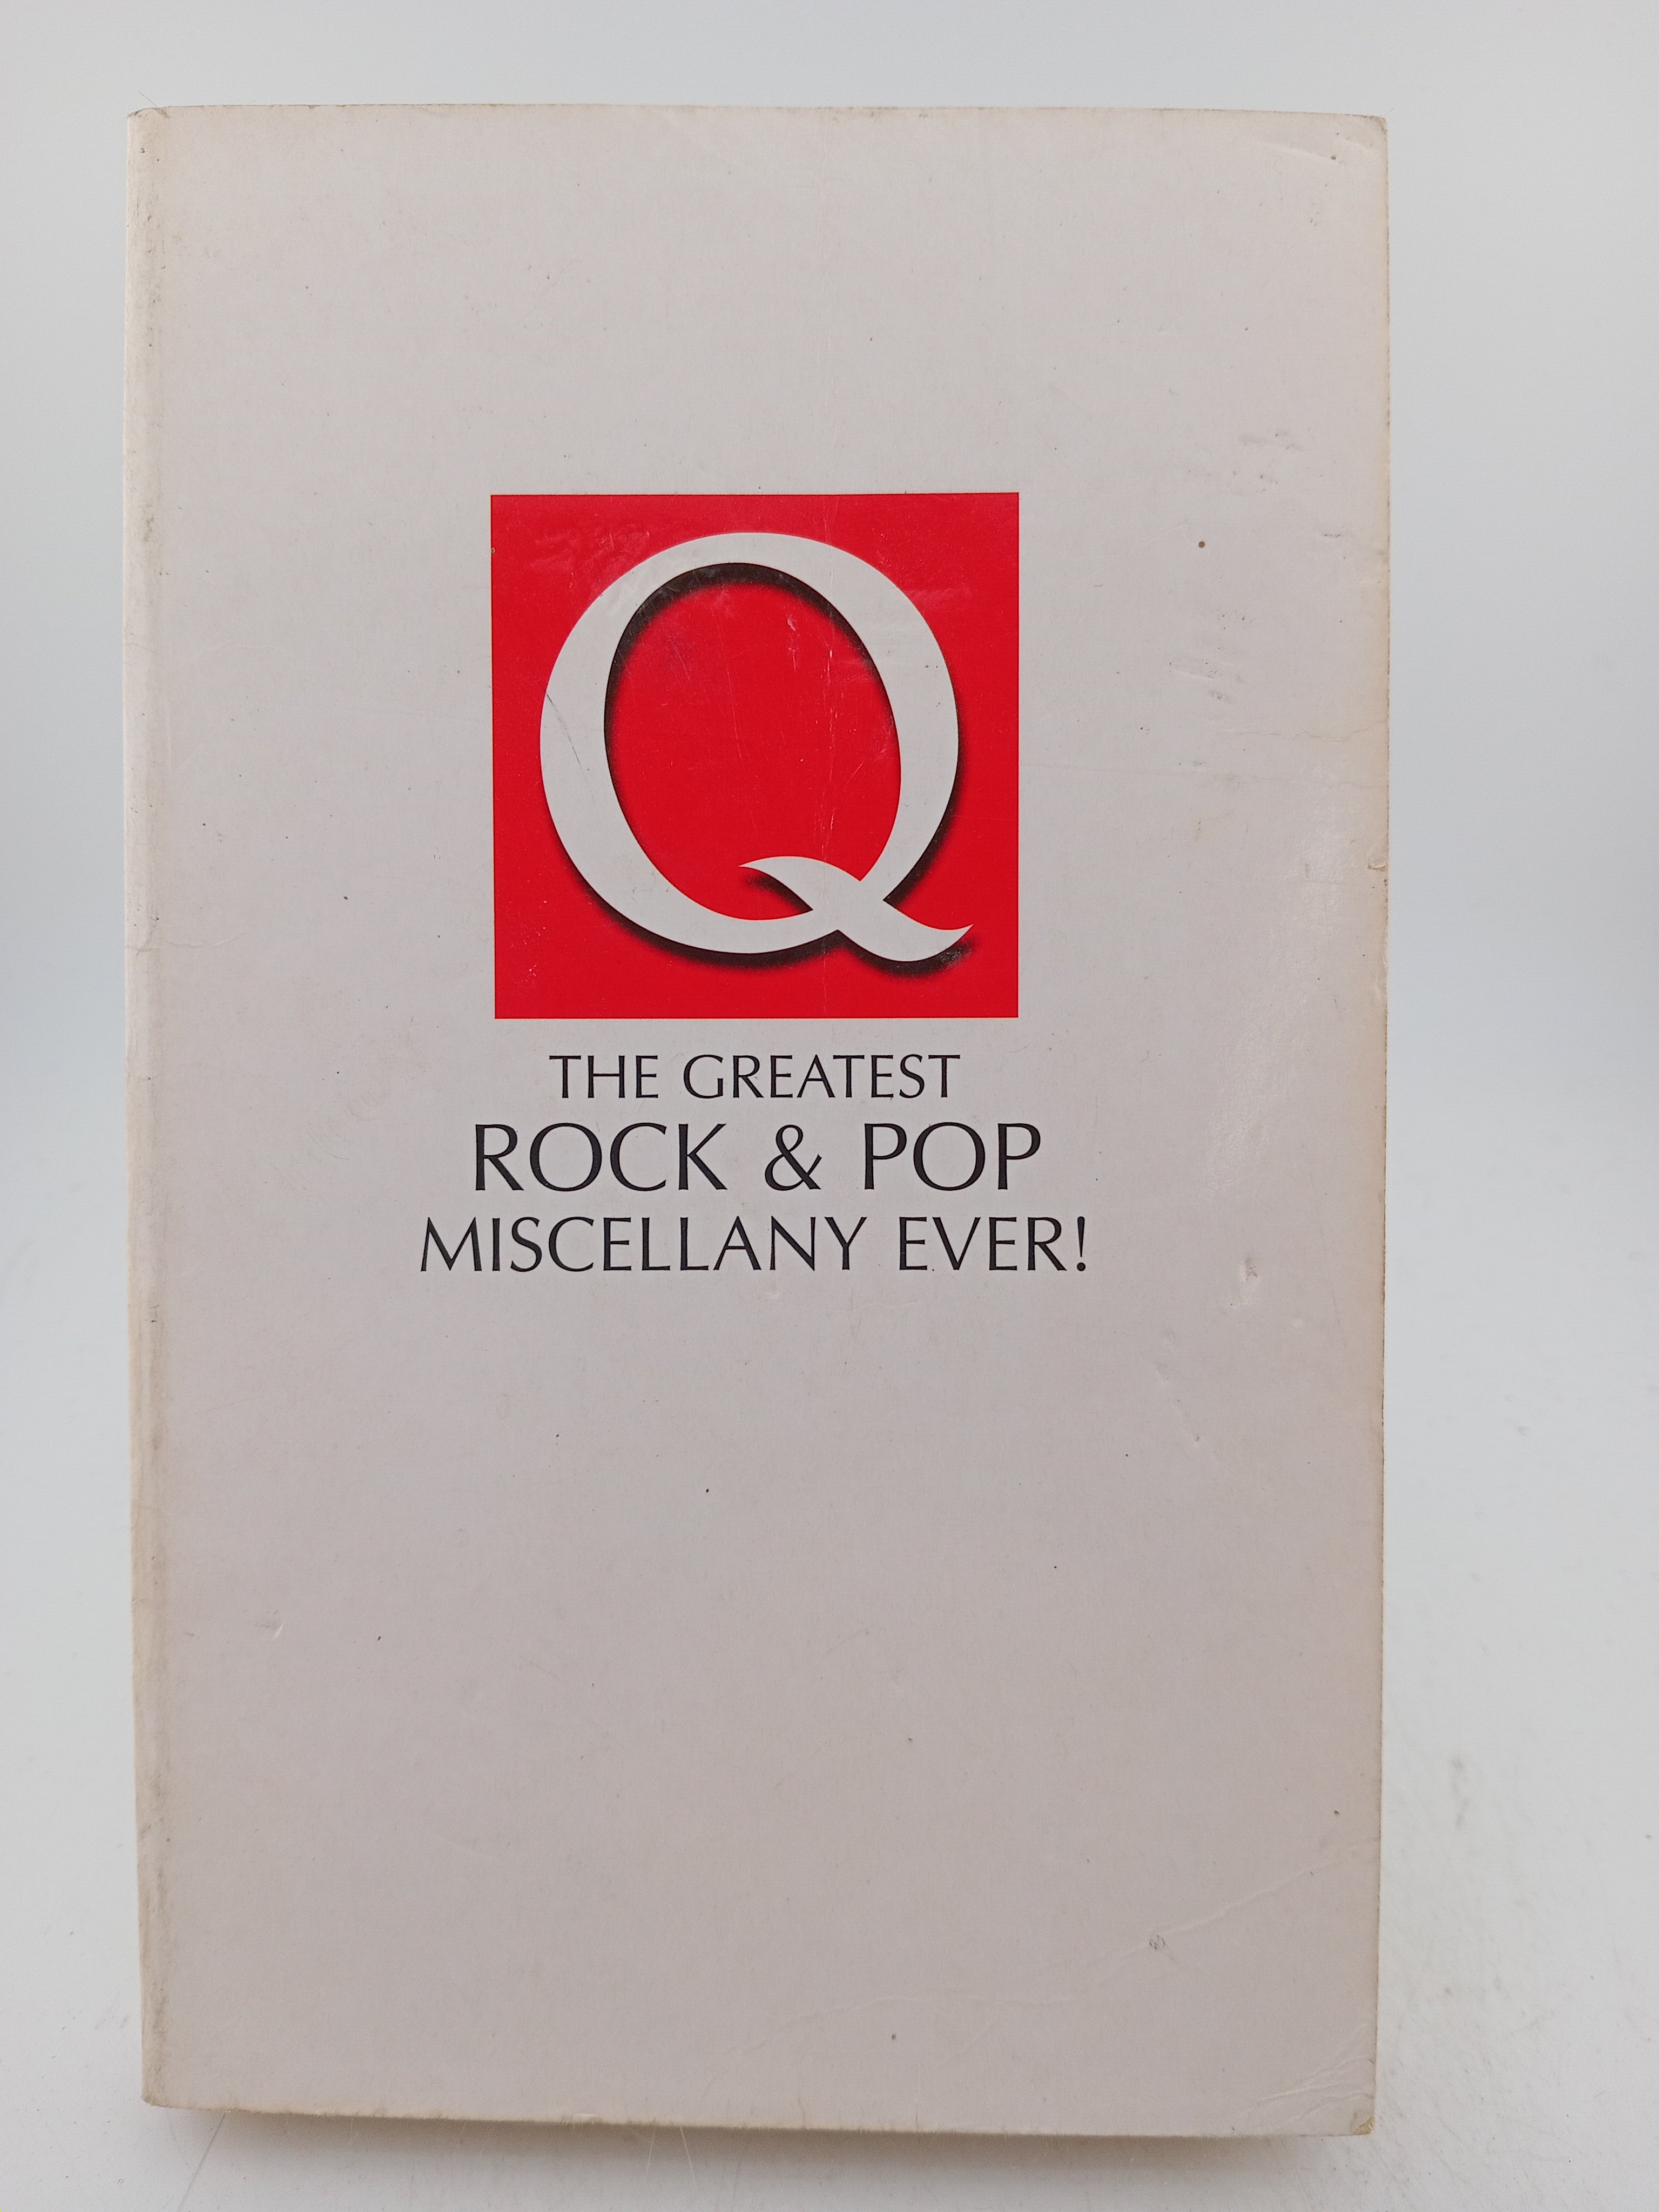 Q
THE GREATEST
ROCK & POP
MISCELLANY EVER!